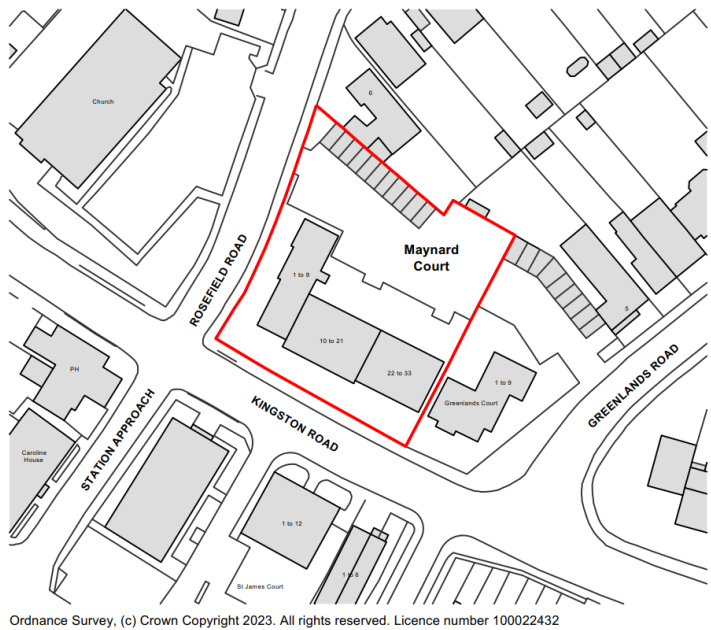 Church
6
Maynard
Court
ROSEFIELD ROAD
1 to 9
5
10 to 21
PH
22 to 33
1 to 9
GREENLANDS ROAD
Greenlands Court
KINGSTON ROAD
STATION APPROACH
Caroline
House
1 to 12
1 to 6
St James Court
Ordnance Survey, (c) Crown Copyright 2023. All rights reserved. Licence number 100022432